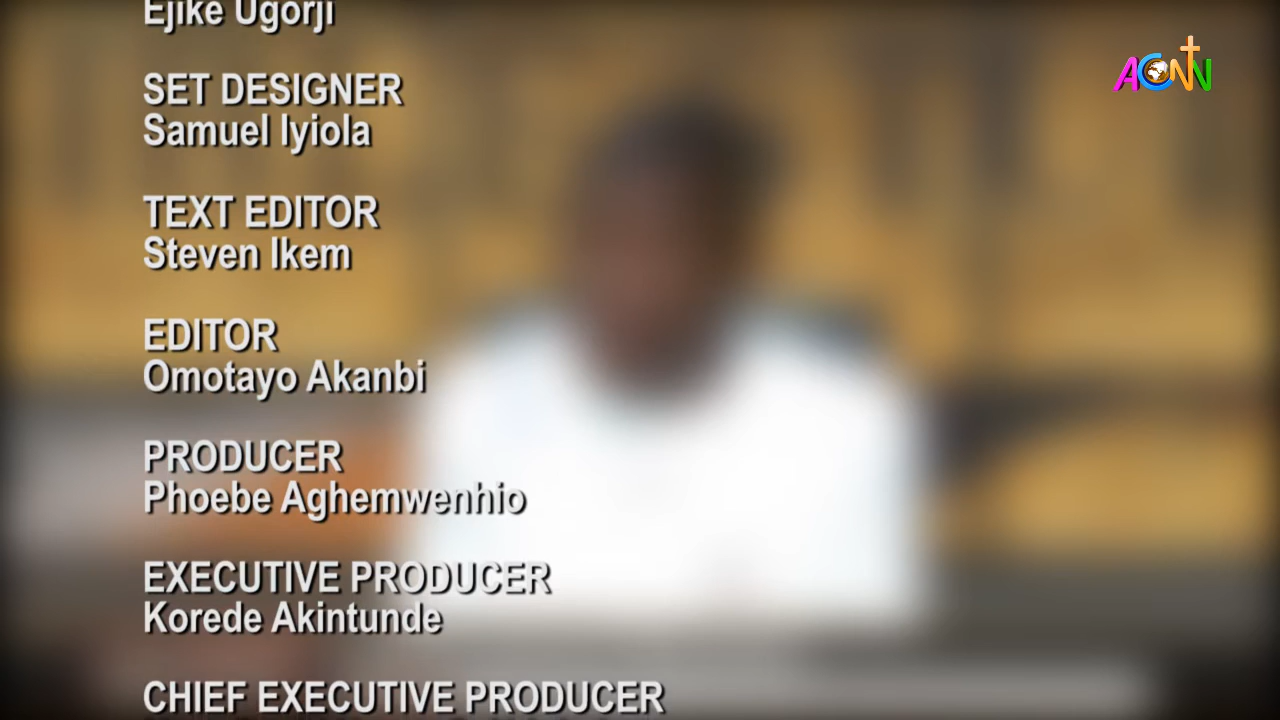 Ejike Ugorji
SET DESIGNER
Samuel Iyiola
TEXT EDITOR
Steven Ikem
EDITOR
Omotayo Akanbi
PRODUCER
Phoebe Aghemwenhio
EXECUTIVE PRODUCER
Korede Akintunde
CHIEF EXECUTIVE PRODUCER
ACNN